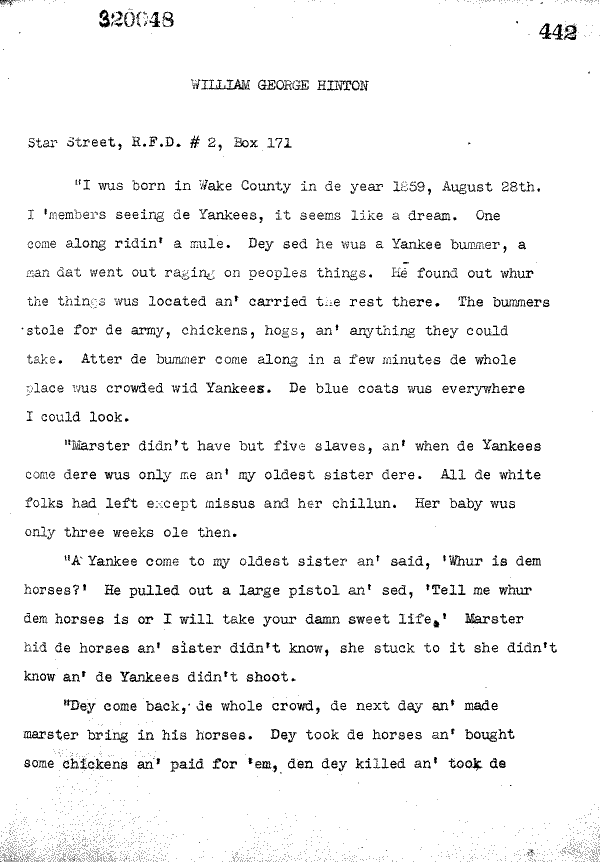 320048
442
WILLIAM GEORGE HINTON
Star Street, R.F.D. # 2, Box 171
"I wus born in Wake County in de year 1859, August 28th.
I 'members seeing de Yankees, it seems like a dream. One
come along ridin' a mule. Dey sed he wus a Yankee bummer, a
man dat went out raging on peoples things. He found out whur
the things wus located an' carried the rest there. The bummers
stole for de army, chickens, hogs, an' anything they could
take. Atter de bummer come along in a few minutes de whole
place wus crowded wid Yankees. De blue coats wus everywhere
I could look.
"Marster didn't have but five slaves, an' when de Yankees
come dere wus only me an' my oldest sister dere. All de white
folks had left except missus and her chillun. Her baby wus
only three weeks ole then.
"A Yankee come to my oldest sister an' said, 'Whur is dem
horses?' He pulled out a large pistol an' sed, 'Tell me whur
dem horses is or I will take your damn sweet life.' Marster
hid de horses an' sister didn't know, she stuck to it she didn't
know an' de Yankees didn't shoot.
"Dey come back, de whole crowd, de next day an' made
marster bring in his horses. Dey took de horses an' bought
some chickens an' paid for 'em, den dey killed an' took de